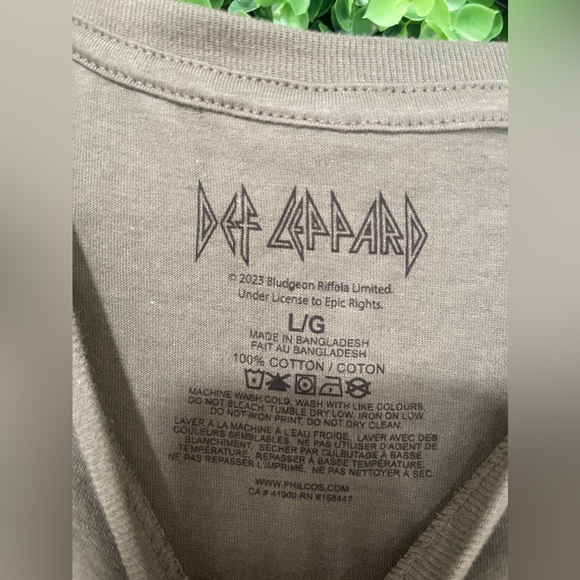 DEF LEPPARD
© 2023 Bludgeon Riffola Limited.
Under License to Epic Rights.
L/G
MADE IN BANGLADESH
FAIT AU BANGLADESH
100% COTTON / COTON
MACHINE WASH COLD, WASH WITH LIKE COLOURS.
DO NOT BLEACH. TUMBLE DRY LOW. IRON ON LOW.
DO NOT IRON PRINT. DO NOT DRY CLEAN.
LAVER À LA MACHINE À L'EAU FROIDE, LAVER AVEC DES
COULEURS SEMBLABLES. NE PAS UTILISER D'AGENT DE
BLANCHIMENT. SÉCHER PAR CULBUTAGE À BASSE
TEMPÉRATURE. REPASSER À BASSE TEMPÉRATURE.
NE PAS REPASSER L'IMPRIMÉ. NE PAS NETTOYER À SEC.
WWW.PHILCOS.COM
CA # 41900 RN #158447